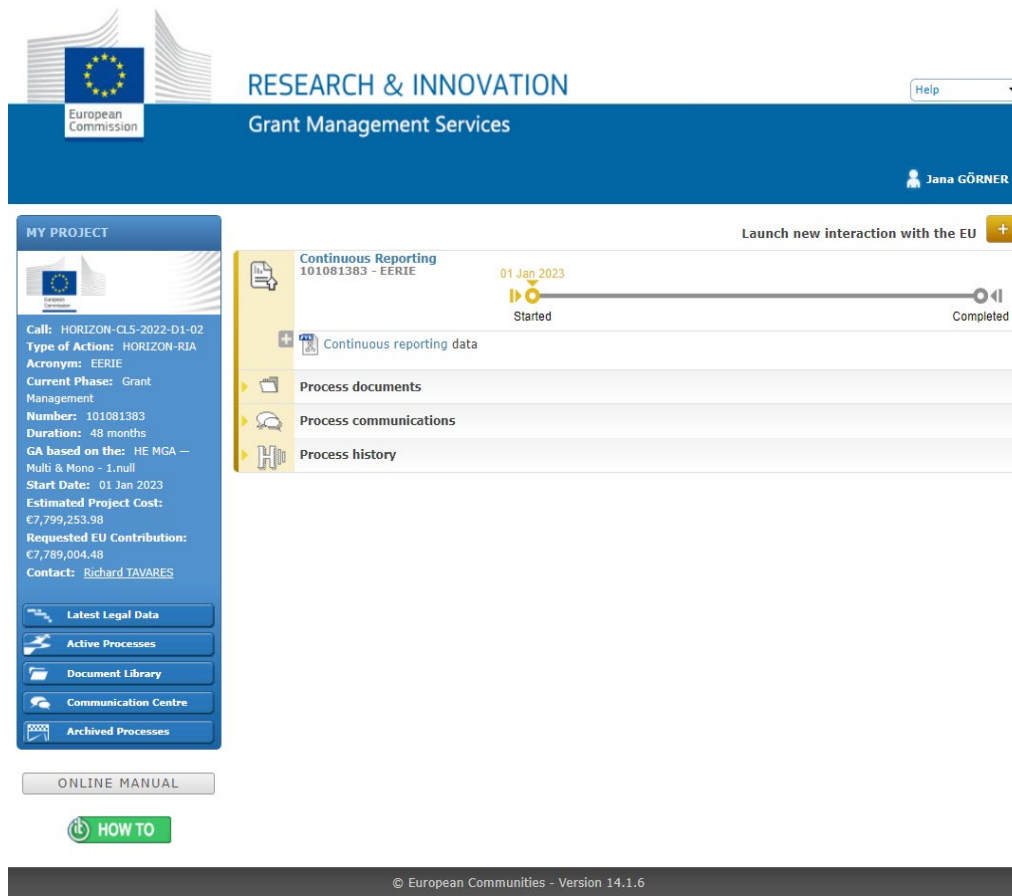 European
Commission
RESEARCH & INNOVATION
Grant Management Services
Help
Jana GÖRNER
MY PROJECT
Call: HORIZON-CL5-2022-D1-02
Type of Action: HORIZON-RIA
Acronym: EERIE
Current Phase: Grant
Management
Number: 101081383
Duration: 48 months
GA based on the: HE MGA —
Multi & Mono - 1.null
Start Date: 01 Jan 2023
Estimated Project Cost:
€7,799,253.98
Requested EU Contribution:
€7,789,004.48
Contact: Richard TAVARES
Latest Legal Data
Active Processes
Document Library
Communication Centre
Archived Processes
ONLINE MANUAL
HOW TO
Launch new interaction with the EU +
Continuous Reporting
101081383 - EERIE
01 Jan 2023
Started
Completed
Continuous reporting data
Process documents
Process communications
Process history
© European Communities - Version 14.1.6